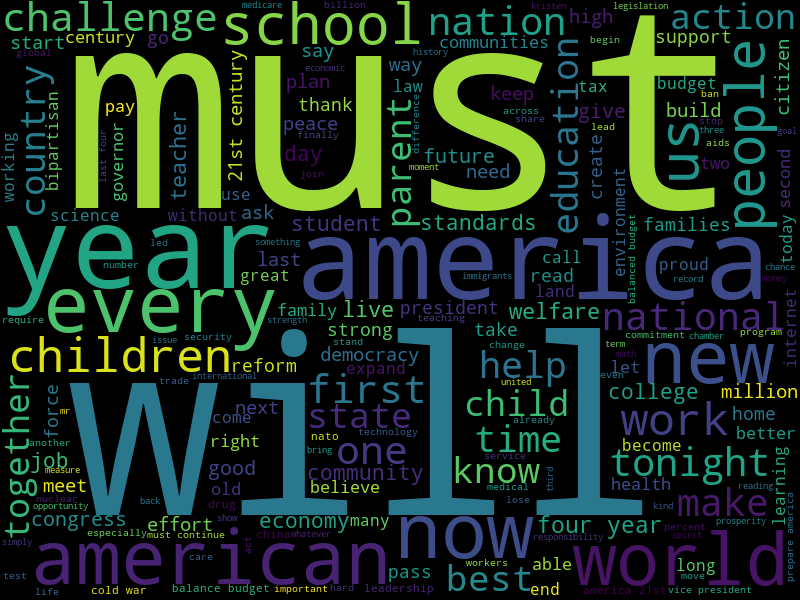 challenge
school
nation
action
must
country
year
america
every
will
american
world
now
new
national
people
us
education
parent
children
first
state
one
child
time
know
help
work
tonight
make
best
together
century
go
start
working
bipartisan
pay
governor
teacher
last four
global
medicare
billion
21st century
say
plan
thank
peace
day
join
finally
history
economic
communities
way
law
keep
difference
share
across
future
need
moment
kristen
legislation
begin
high
support
tax
give
budget
build
lead
ban
stop
three
aids
two
goal
citizen
second
today
create
environment
families
science
without
use
ask
student
standards
last
great
something
led
number
call
read
land
immigrants
proud
record
balanced budget
chance
money
internet
family
live
president
teaching
welfare
strong
strength
security
require
issue
reform
democracy
stand
expand
take
change
united
already
commitment
chamber
program
term
math
let
even
college
million
force
mr
another
trade
international
come
next
right
good
old
drug
nato
technology
bring
community
believe
service
medical
lose
third
become
home
better
health
reading
learning
job
meet
measure
nuclear
opportunity
back
show
congress
effort
especially
must continue
economy
many
china
whatever
act
four year
responsibility
kind
percent
spirit
prosperity
prepare america
simply
test
life
cold war
care
balance budget
important
hard
leadership
pass
workers
able
end
long
move
america 21st
vice president